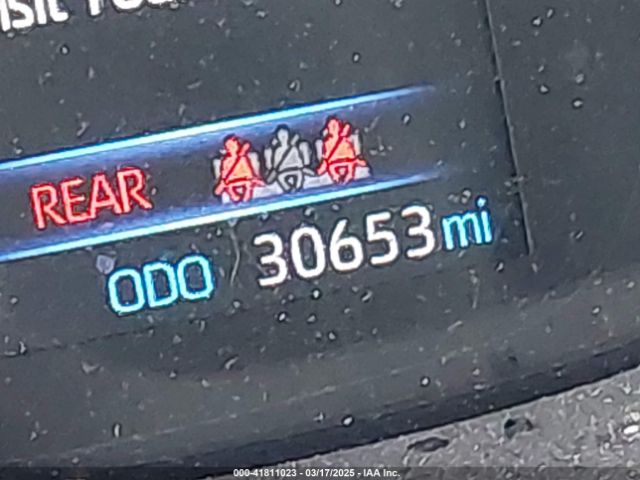 REAR
ODO 30653 mi
000-41811023 - 03/17/2025 - IAA Inc.